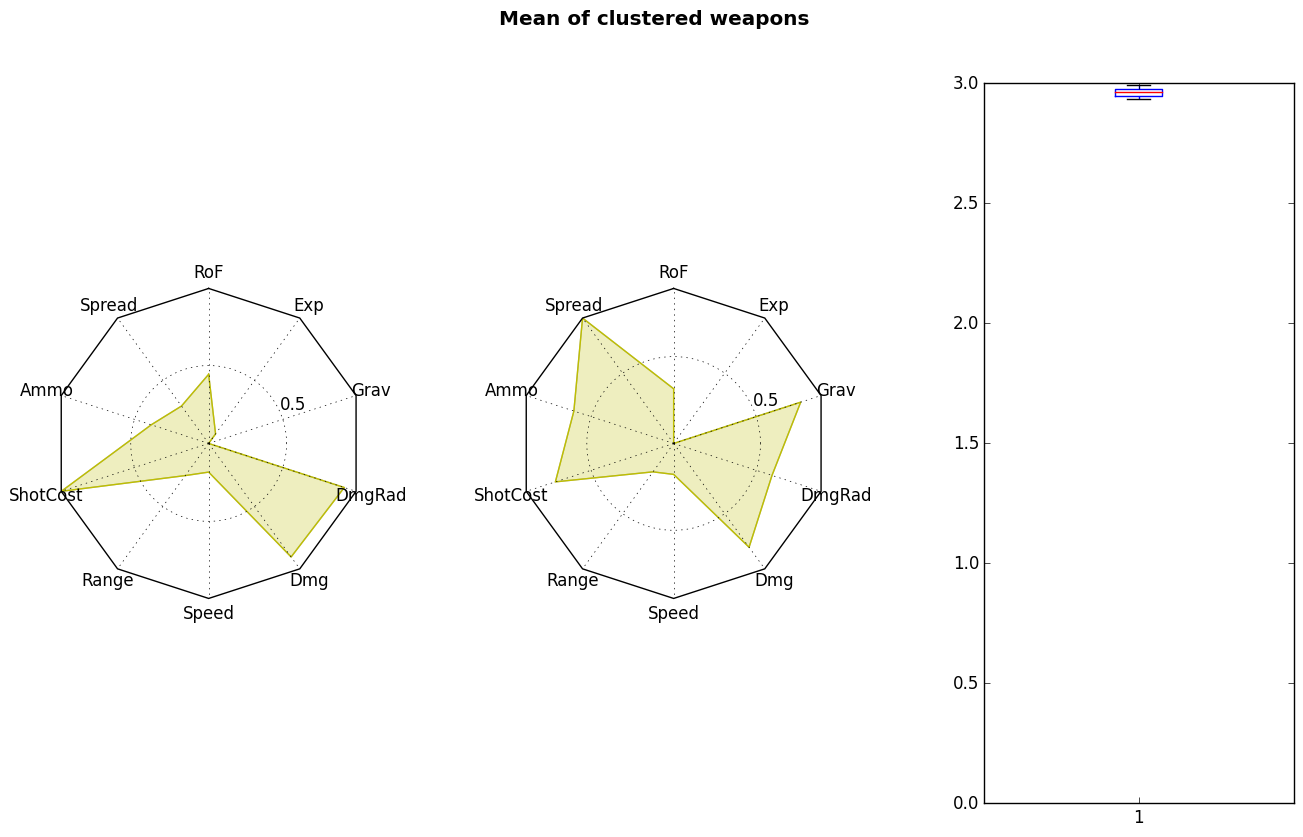 Mean of clustered weapons
RoF
Exp
Grav
DmgRad
Dmg
Speed
Range
ShotCost
Ammo
Spread
0.5
RoF
Exp
Grav
DmgRad
Dmg
Speed
Range
ShotCost
Ammo
Spread
0.5
3.0
2.5
2.0
1.5
1.0
0.5
0.0
1